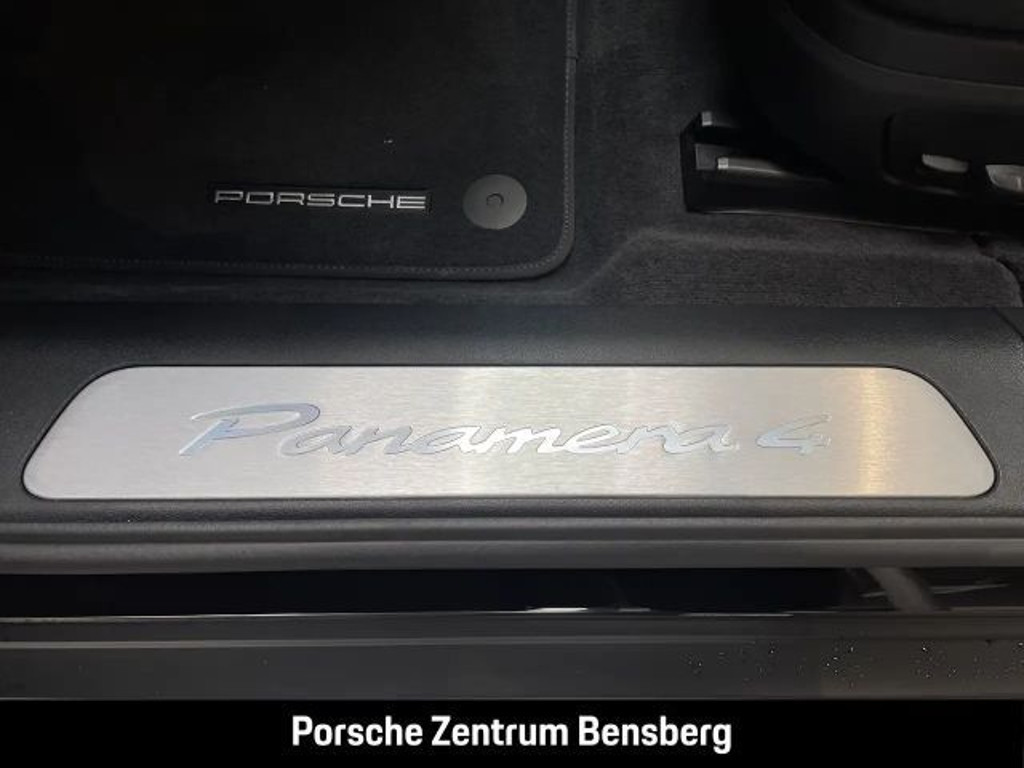 PORSCHE
Panamera 4
Porsche Zentrum Bensberg